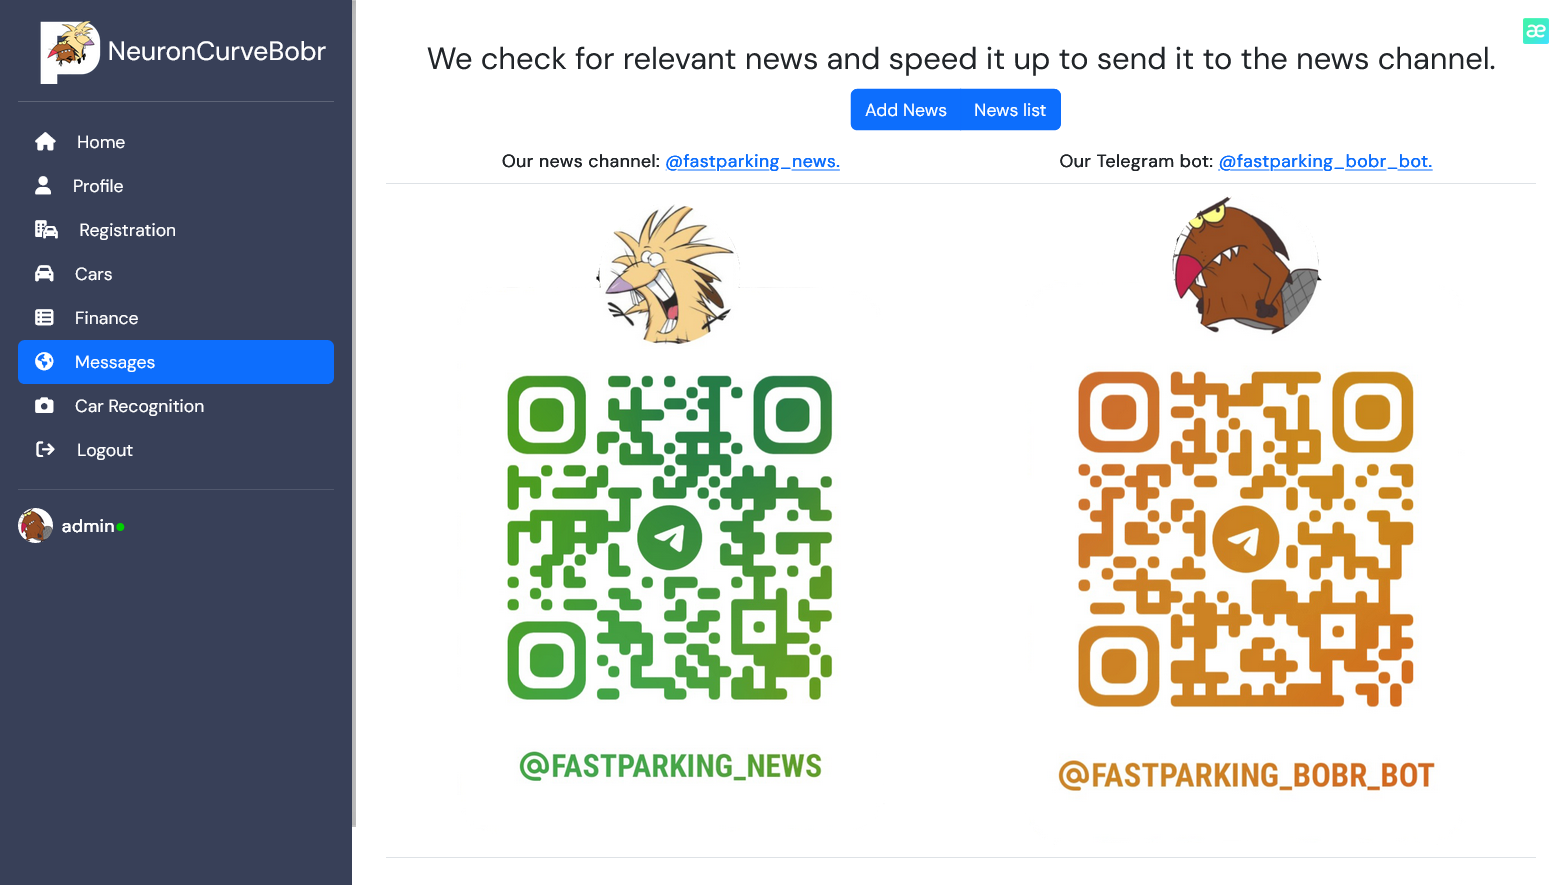 NeuronCurveBobr
Home
Profile
Registration
Cars
Finance
Messages
Car Recognition
Logout
admin
æ
We check for relevant news and speed it up to send it to the news channel.
Add News
News list
Our news channel: @fastparking_news.
Our Telegram bot: @fastparking_bobr_bot.
@FASTPARKING_NEWS
@FASTPARKING_BOBR_BOT